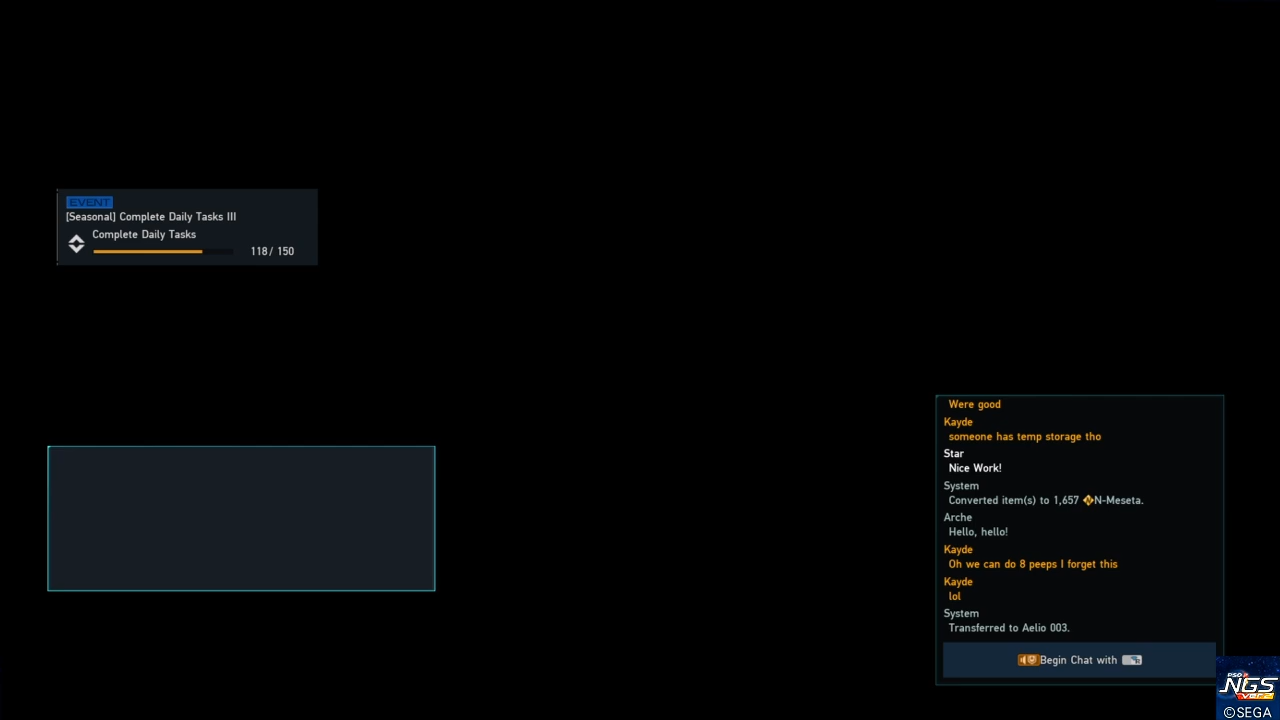 EVENT
[Seasonal] Complete Daily Tasks III
Complete Daily Tasks
118 / 150
Were good
Kayde
someone has temp storage tho
Star
Nice Work!
System
Converted item(s) to 1,657 N-Meseta.
Arche
Hello, hello!
Kayde
Oh we can do 8 peeps I forget this
Kayde
lol
System
Transferred to Aelio 003.
Begin Chat with
NGS
©SEGA